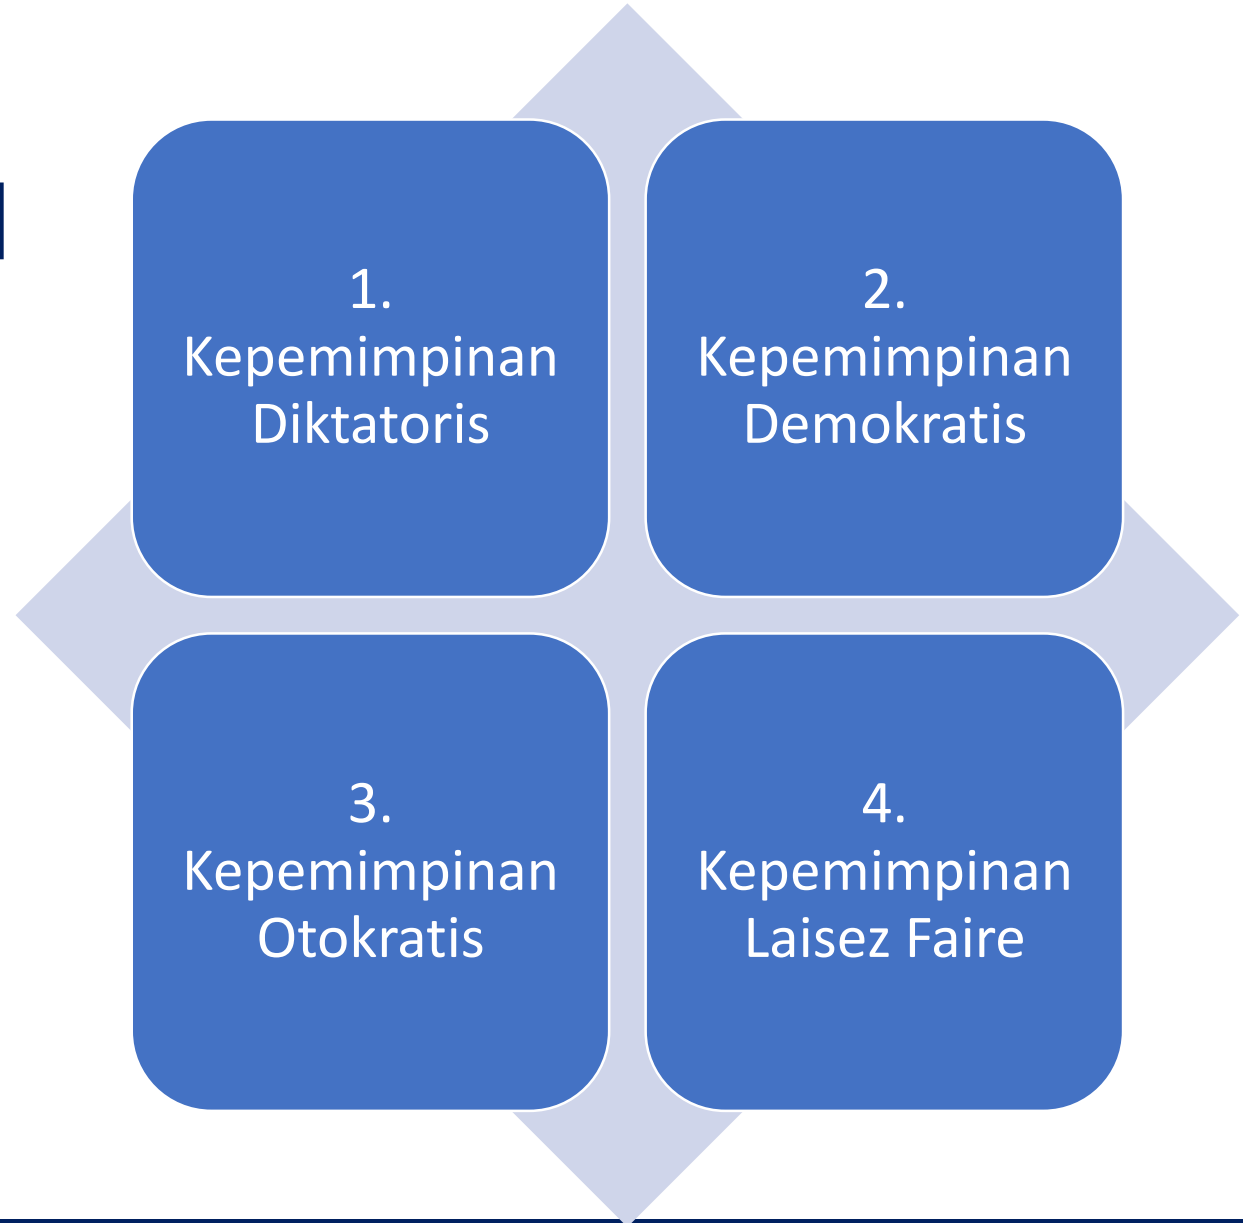 1.
Kepemimpinan
Diktatoris
2.
Kepemimpinan
Demokratis
3.
Kepemimpinan
Otokratis
4.
Kepemimpinan
Laisez Faire